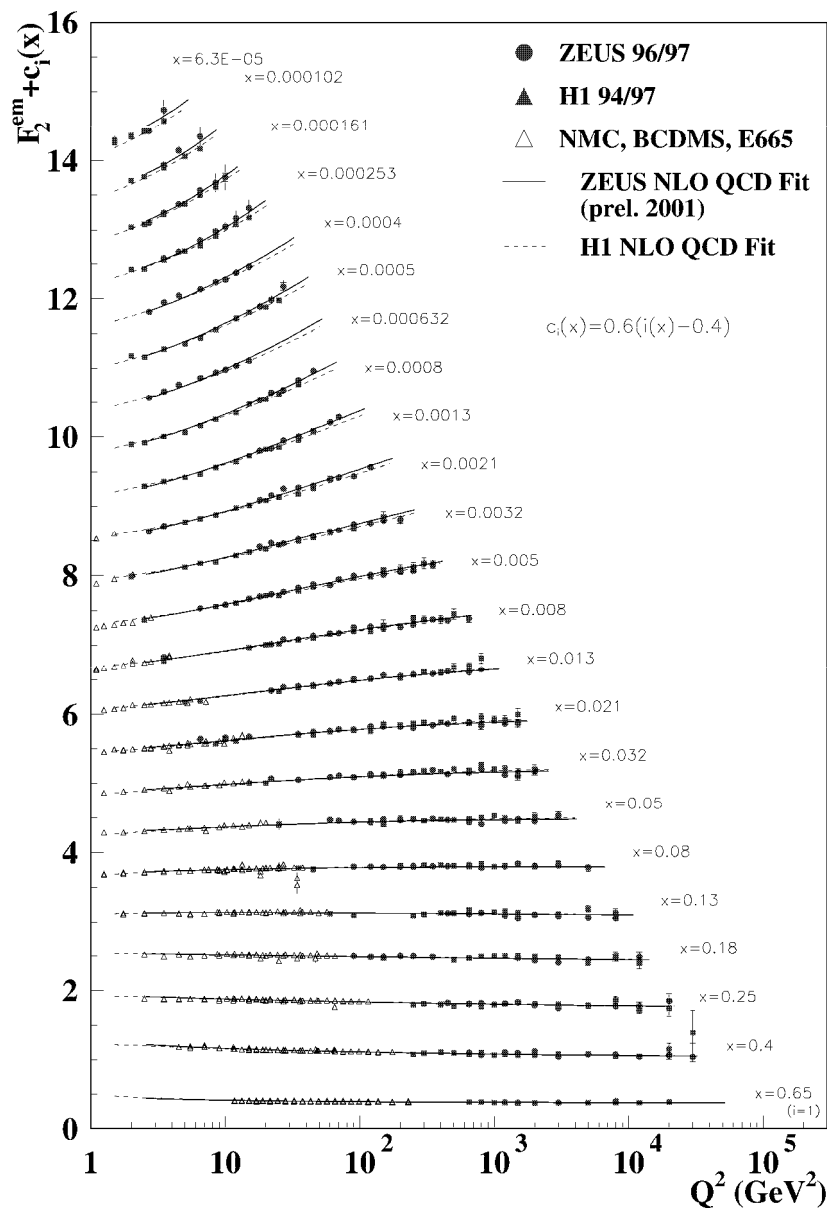 F₂ᵉᵐ+cᵢ(x)
16
14
12
10
8
6
4
2
0
x=6.3E-05
x=0.000102
x=0.000161
x=0.000253
x=0.0004
x=0.0005
x=0.000632
x=0.0008
x=0.0013
x=0.0021
x=0.0032
x=0.005
x=0.008
x=0.013
x=0.021
x=0.032
x=0.05
x=0.08
x=0.13
x=0.18
x=0.25
x=0.4
x=0.65
(i=1)
ZEUS 96/97
H1 94/97
NMC, BCDMS, E665
ZEUS NLO QCD Fit
(prel. 2001)
H1 NLO QCD Fit
cᵢ(x)=0.6(i(x)−0.4)
1 10 10² 10³ 10⁴ 10⁵
Q² (GeV²)